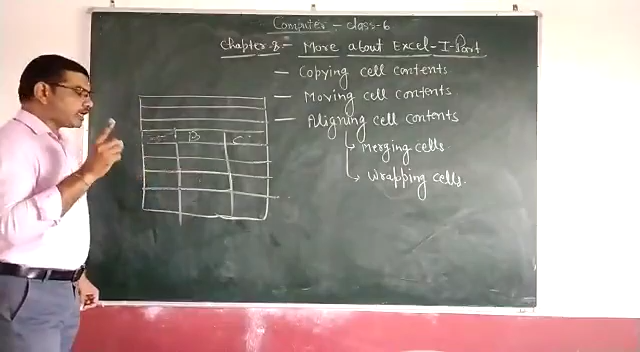 Computer - class-6
Chapter-8:- More about Excel-I-Part
- Copying cell contents
- Moving cell contents
- Aligning cell contents
→ Merging cells.
→ Wrapping cells.
B C